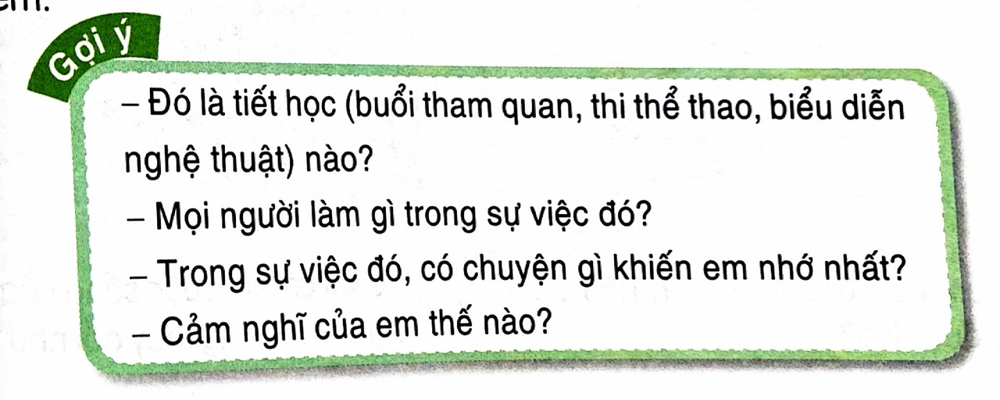 Gợi ý
– Đó là tiết học (buổi tham quan, thi thể thao, biểu diễn
nghệ thuật) nào?
– Mọi người làm gì trong sự việc đó?
– Trong sự việc đó, có chuyện gì khiến em nhớ nhất?
– Cảm nghĩ của em thế nào?